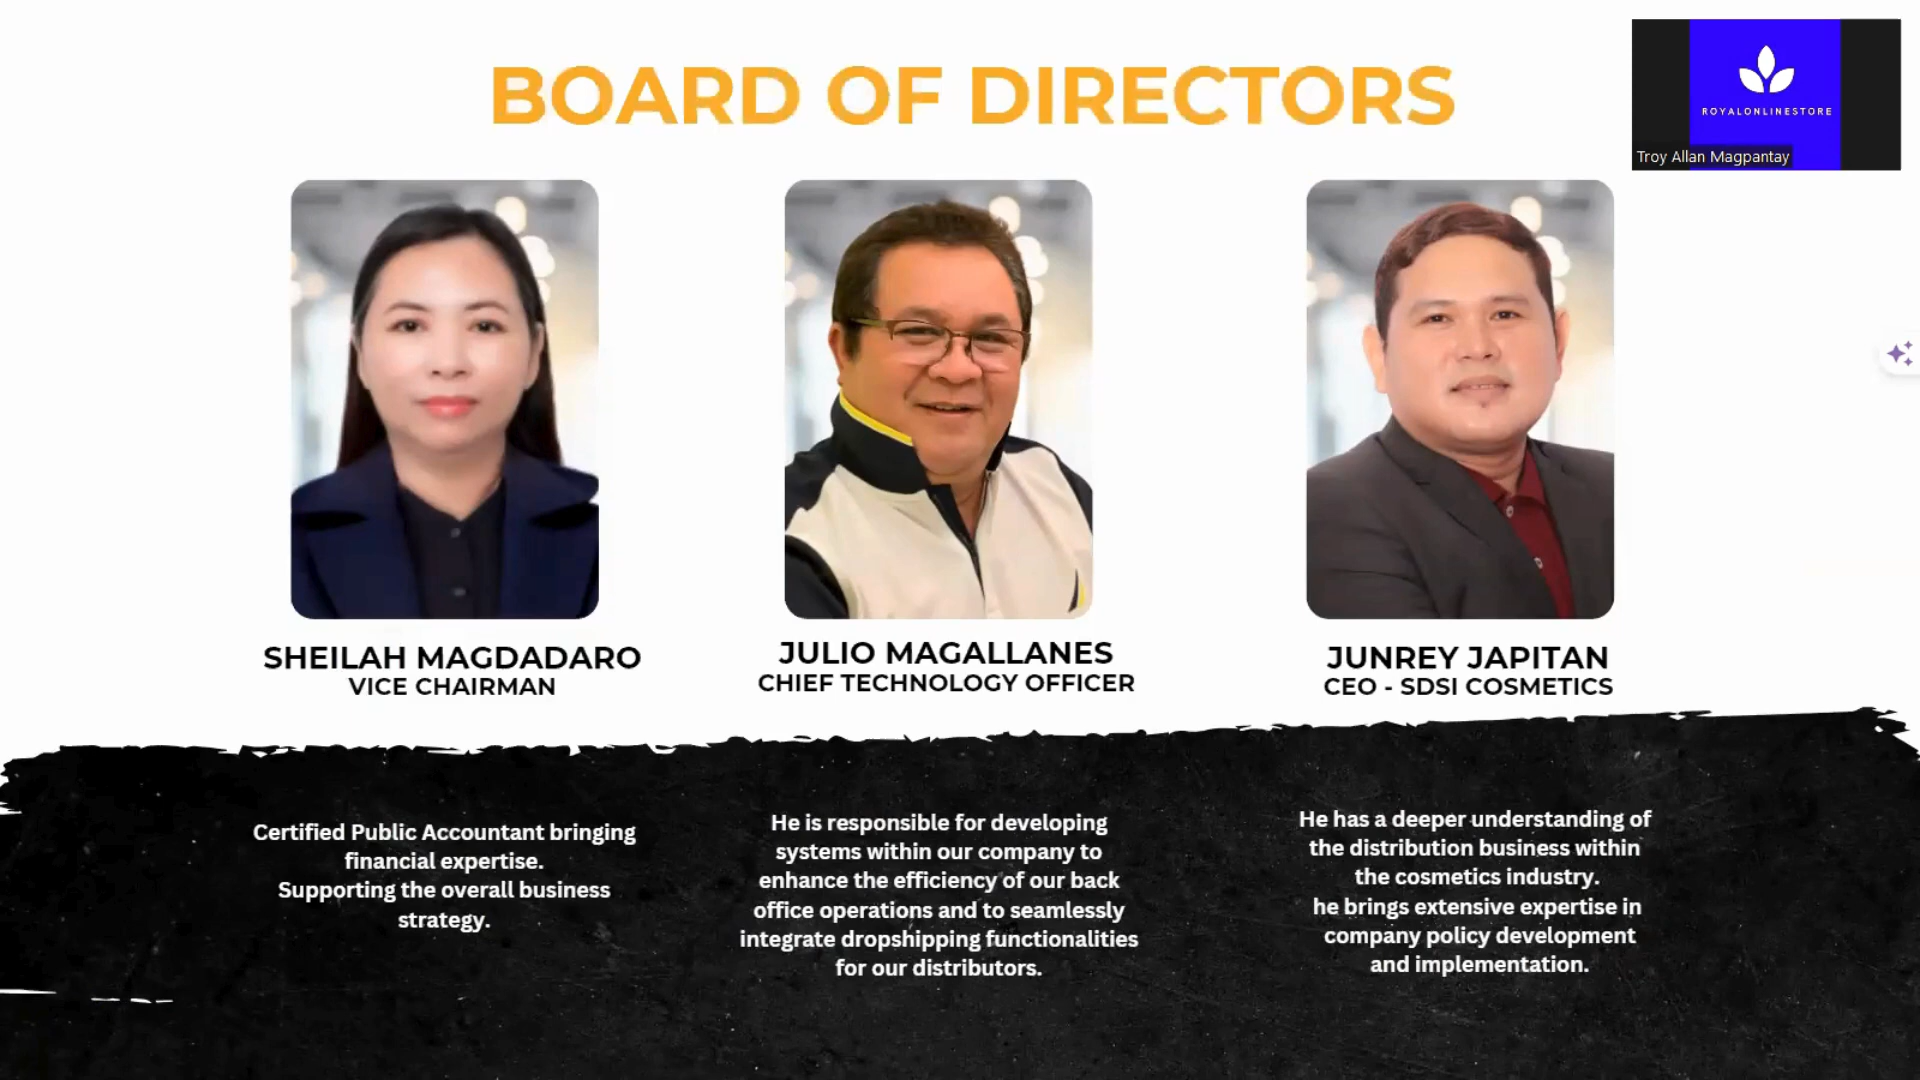 BOARD OF DIRECTORS
ROYALONLINESTORE
Troy Allan Magpantay
SHEILAH MAGDADARO
VICE CHAIRMAN
JULIO MAGALLANES
CHIEF TECHNOLOGY OFFICER
JUNREY JAPITAN
CEO - SDSI COSMETICS
Certified Public Accountant bringing
financial expertise.
Supporting the overall business
strategy.
He is responsible for developing
systems within our company to
enhance the efficiency of our back
office operations and to seamlessly
integrate dropshipping functionalities
for our distributors.
He has a deeper understanding of
the distribution business within
the cosmetics industry.
he brings extensive expertise in
company policy development
and implementation.